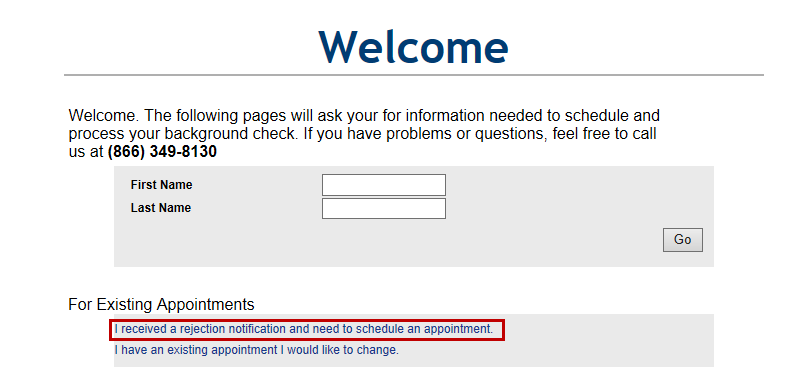 Welcome
Welcome. The following pages will ask your for information needed to schedule and
process your background check. If you have problems or questions, feel free to call
us at (866) 349-8130
First Name
Last Name
Go
For Existing Appointments
I received a rejection notification and need to schedule an appointment.
I have an existing appointment I would like to change.